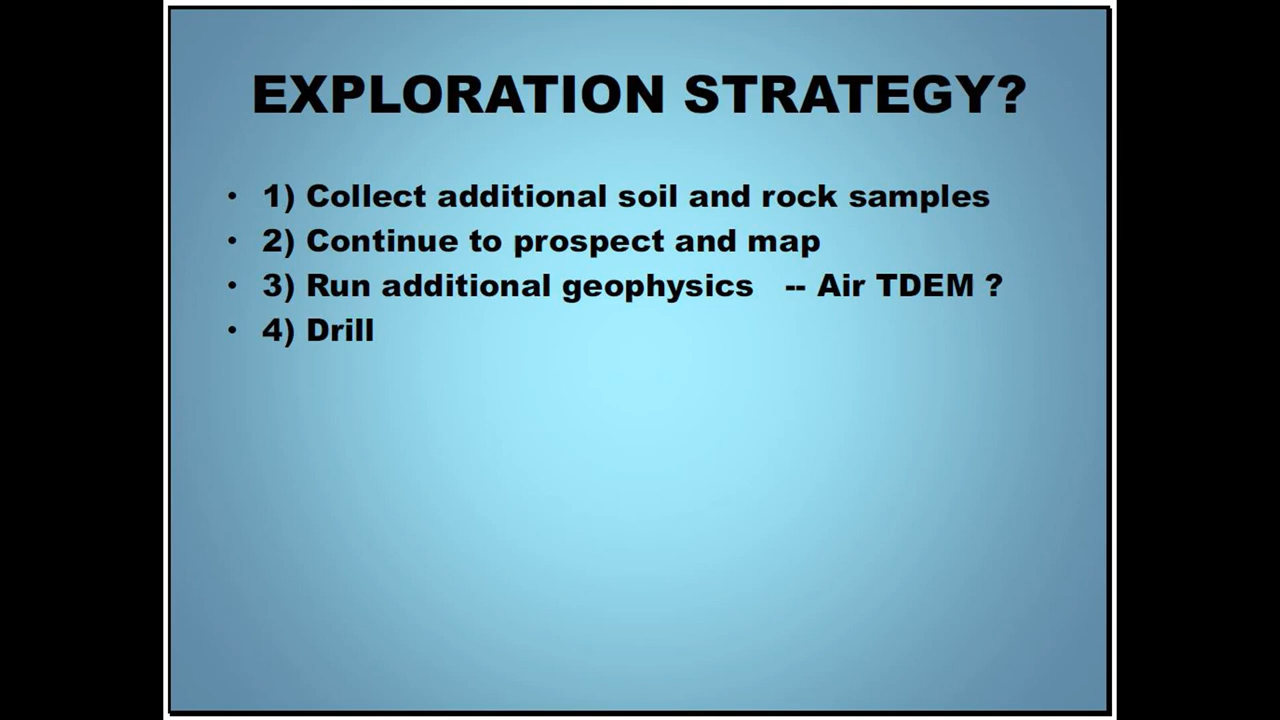 EXPLORATION STRATEGY?
• 1) Collect additional soil and rock samples
• 2) Continue to prospect and map
• 3) Run additional geophysics -- Air TDEM ?
• 4) Drill